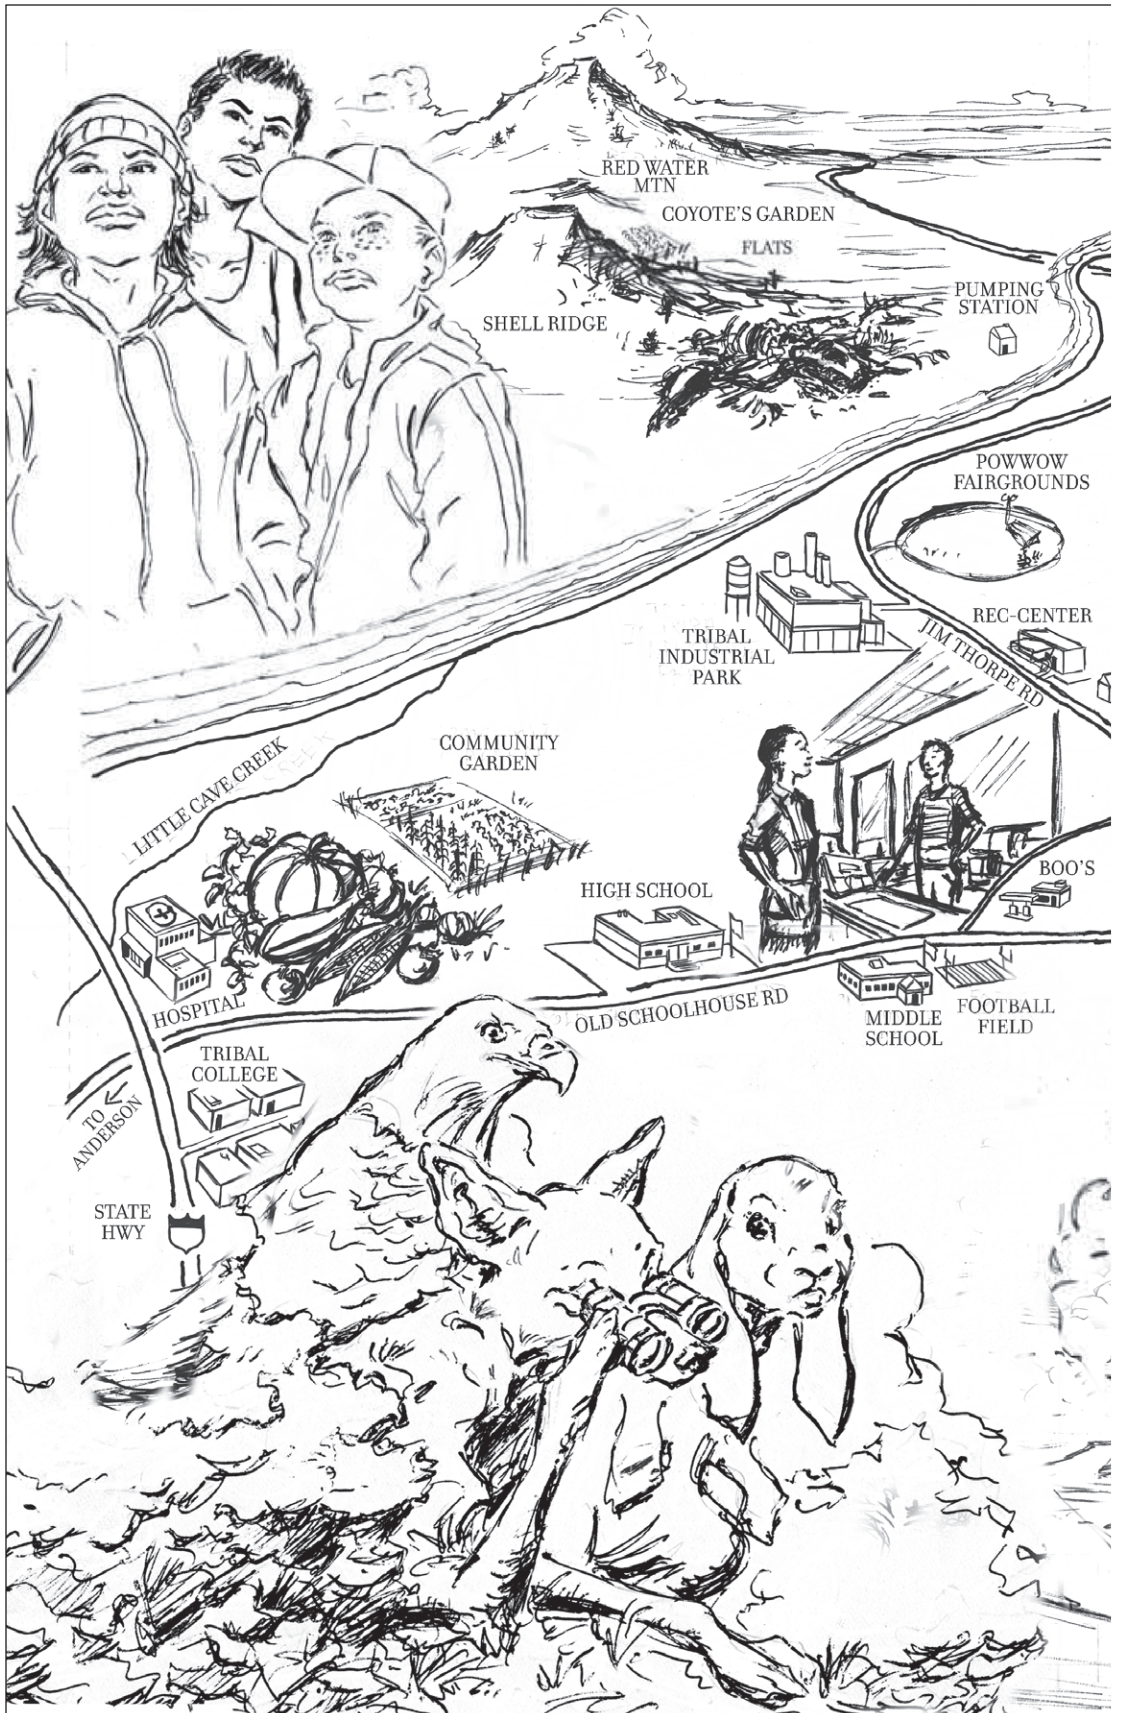 RED WATER
MTN
COYOTE'S GARDEN
FLATS
PUMPING
STATION
SHELL RIDGE
POWWOW
FAIRGROUNDS
REC-CENTER
JIM THORPE RD
TRIBAL
INDUSTRIAL
PARK
COMMUNITY
GARDEN
LITTLE CAVE CREEK
BOO'S
HIGH SCHOOL
HOSPITAL
OLD SCHOOLHOUSE RD
MIDDLE
SCHOOL
FOOTBALL
FIELD
TRIBAL
COLLEGE
TO
ANDERSON
STATE
HWY